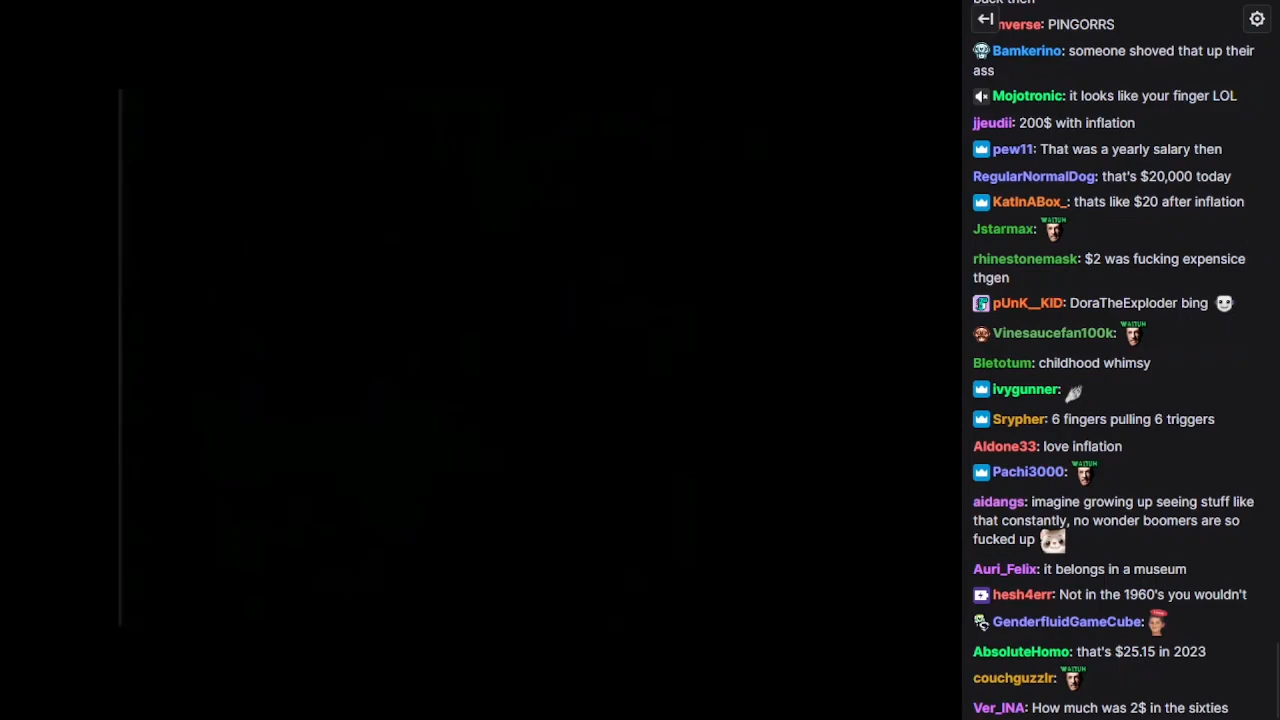 nverse: PINGORRS
Bamkerino: someone shoved that up their
ass
Mojotronic: it looks like your finger LOL
jjeudii: 200$ with inflation
pew11: That was a yearly salary then
RegularNormalDog: that's $20,000 today
KatInABox_: thats like $20 after inflation
Jstarmax: WALTUH
rhinestonemask: $2 was fucking expensice
thgen
pUnK__KID: DoraTheExploder bing
Vinesaucefan100k: WALTUH
Bletotum: childhood whimsy
ivygunner:
Srypher: 6 fingers pulling 6 triggers
Aldone33: love inflation
Pachi3000: WALTUH
aidangs: imagine growing up seeing stuff like
that constantly, no wonder boomers are so
fucked up
Auri_Felix: it belongs in a museum
hesh4err: Not in the 1960's you wouldn't
GenderfluidGameCube:
AbsoluteHomo: that's $25.15 in 2023
couchguzzlr: WALTUH
Ver_INA: How much was 2$ in the sixties